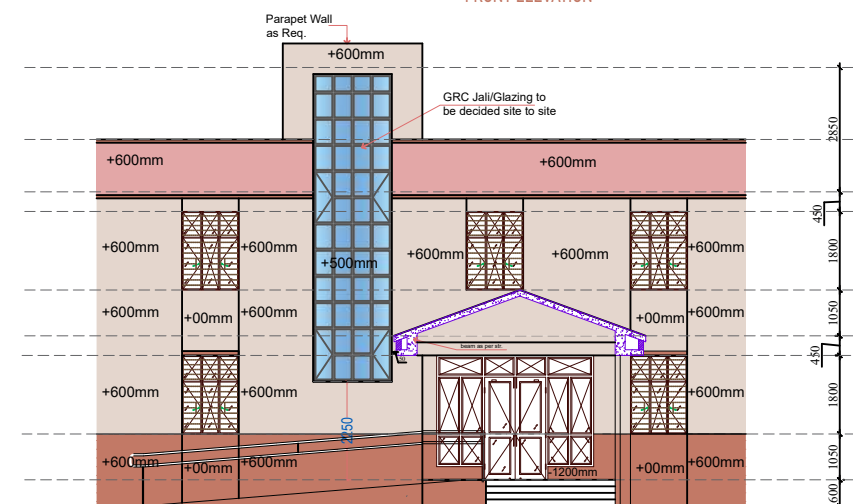 FRONT ELEVATION
Parapet Wall
as Req.
+600mm
GRC Jali/Glazing to
be decided site to site
2850
+600mm
+600mm
450
+600mm
+600mm
+600mm
+600mm
+600mm
1800
+500mm
+600mm
+600mm
+600mm
1050
+00mm
+00mm
beam as per str.
450
+600mm
+600mm
+600mm
1800
2250
+600mm
+00mm
+600mm
-1200mm
+00mm
+600mm
1050
600